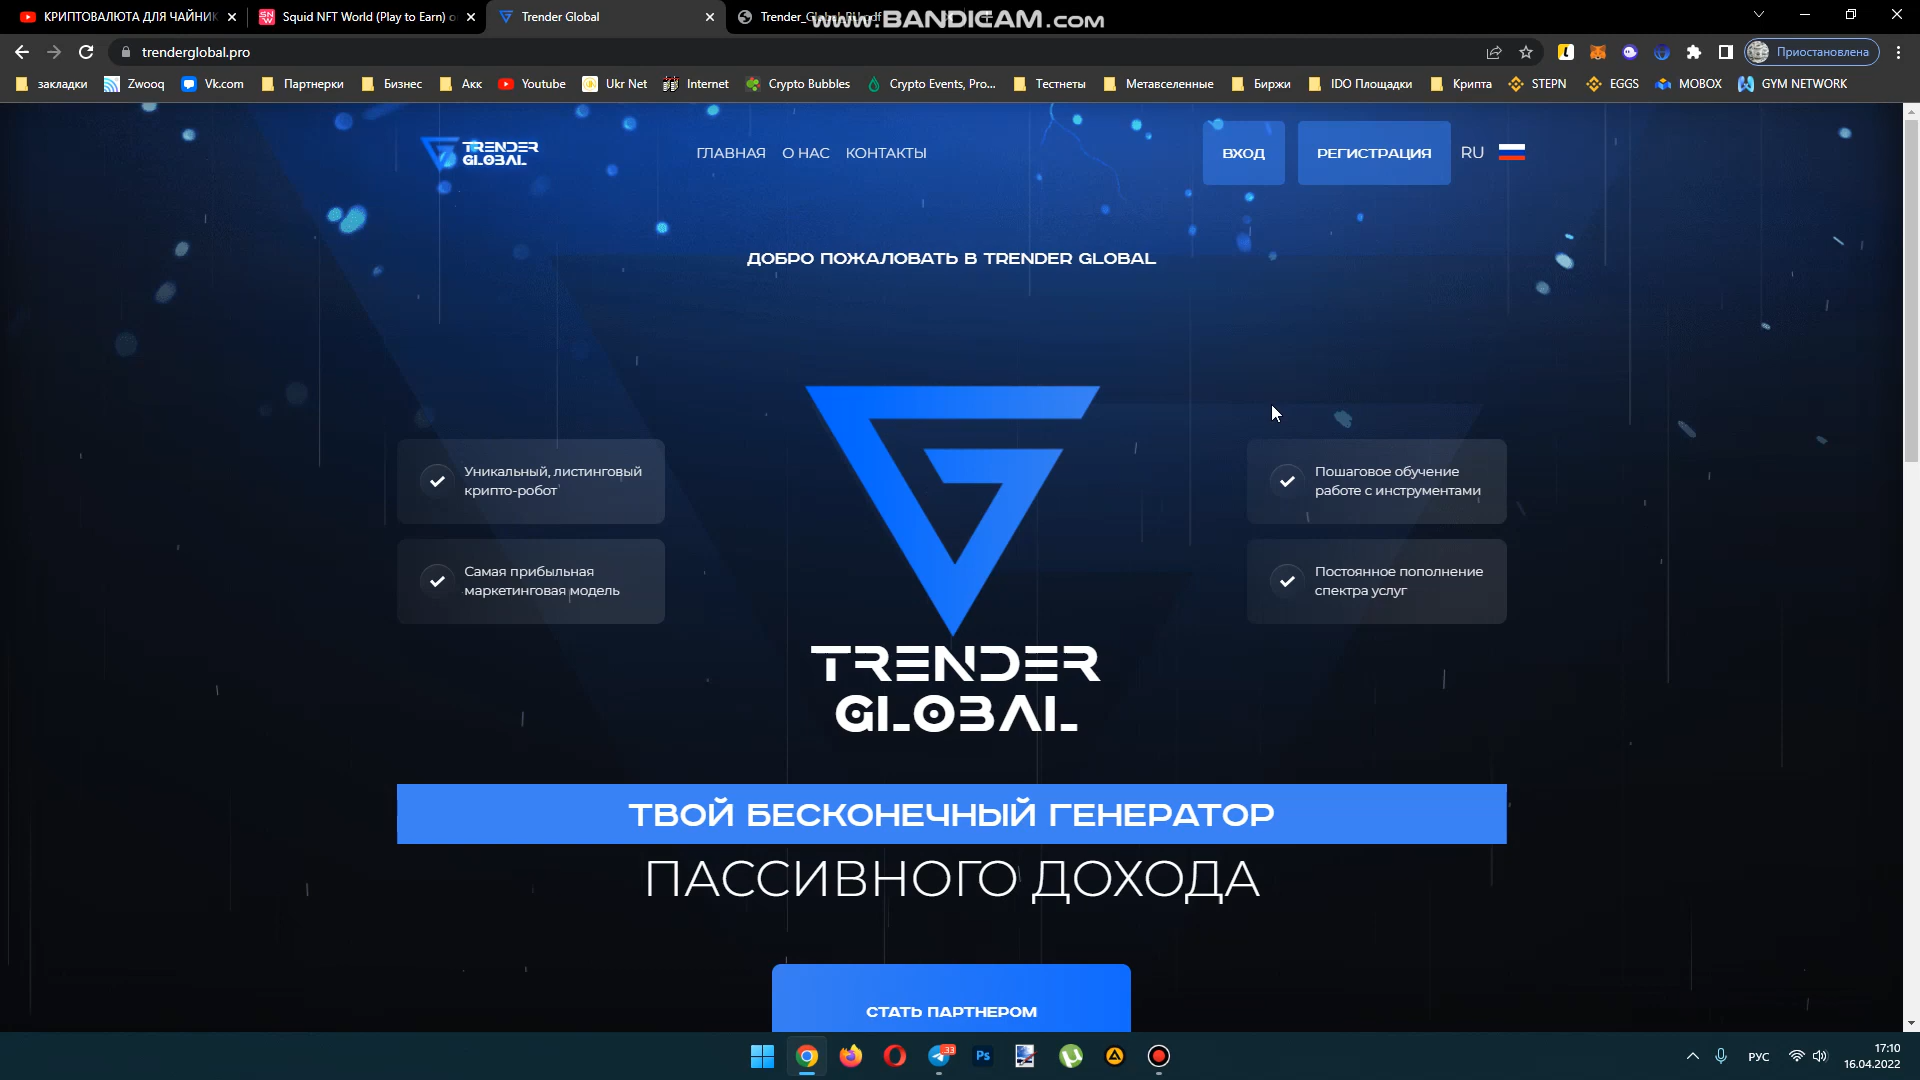 КРИПТОВАЛЮТА ДЛЯ ЧАЙНИК
Squid NFT World (Play to Earn) o
Trender Global
www.BANDICAM.com
trenderglobal.pro
Приостановлена
закладки
Zwooq
Vk.com
Партнерки
Бизнес
Акк
Youtube
Ukr Net
Internet
Crypto Bubbles
Crypto Events, Pro...
Тестнеты
Метавселенные
Биржи
IDO Площадки
Крипта
STEPN
EGGS
MOBOX
GYM NETWORK
TRENDER
GLOBAL
ГЛАВНАЯ
О НАС
КОНТАКТЫ
ВХОД
РЕГИСТРАЦИЯ
RU
ДОБРО ПОЖАЛОВАТЬ В TRENDER GLOBAL
Уникальный, листинговый
крипто-робот
Самая прибыльная
маркетинговая модель
Пошаговое обучение
работе с инструментами
Постоянное пополнение
спектра услуг
TRENDER
GLOBAL
ТВОЙ БЕСКОНЕЧНЫЙ ГЕНЕРАТОР
ПАССИВНОГО ДОХОДА
СТАТЬ ПАРТНЕРОМ
33
Ps
РУС
17:10
16.04.2022